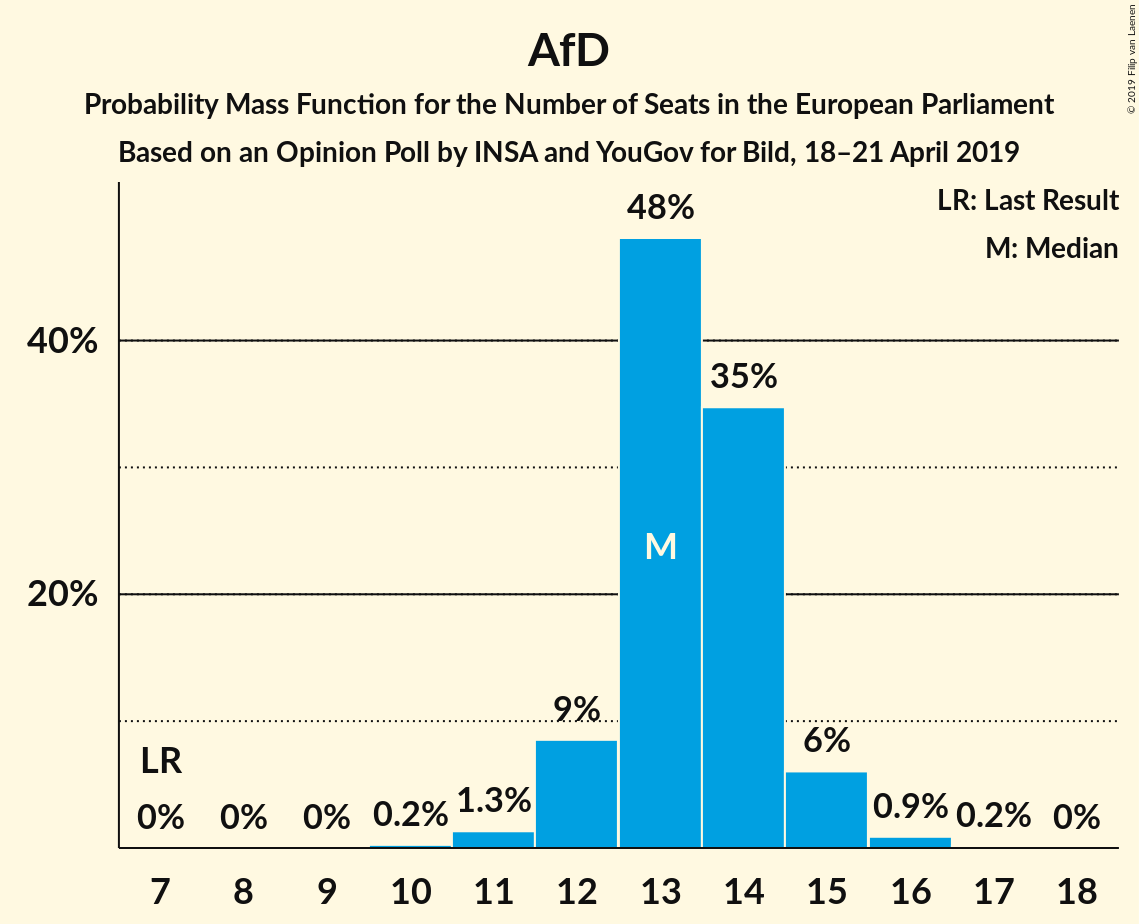 AfD
Probability Mass Function for the Number of Seats in the European Parliament
Based on an Opinion Poll by INSA and YouGov for Bild, 18–21 April 2019
© 2019 Filip van Laenen
LR: Last Result
M: Median
40%
20%
LR
0%
0%
0%
0.2%
1.3%
9%
48%
M
35%
6%
0.9%
0.2%
0%
7 8 9 10 11 12 13 14 15 16 17 18